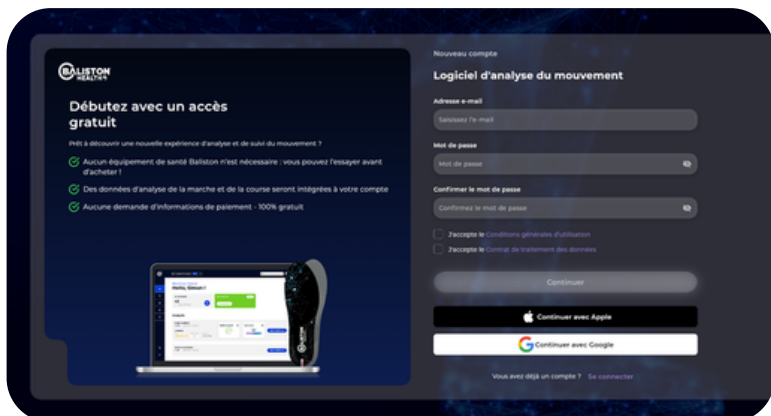 BALISTON
HEALTH
Débutez avec un accès
gratuit
Prêt à découvrir une nouvelle expérience d'analyse et de suivi du mouvement ?
Aucun équipement de santé Baliston n'est nécessaire : vous pouvez l'essayer avant
d'acheter !
Des données d'analyse de la marche et de la course seront intégrées à votre compte
Aucune demande d'informations de paiement - 100% gratuit
Hello, Simon !
BALISTON
Nouveau compte
Logiciel d'analyse du mouvement
Adresse e-mail
Saisissez l'e-mail
Mot de passe
Mot de passe
Confirmer le mot de passe
Confirmez le mot de passe
J'accepte le Conditions générales d'utilisation
J'accepte le Contrat de traitement des données
Continuer
Continuer avec Apple
Continuer avec Google
Vous avez déjà un compte ? Se connecter